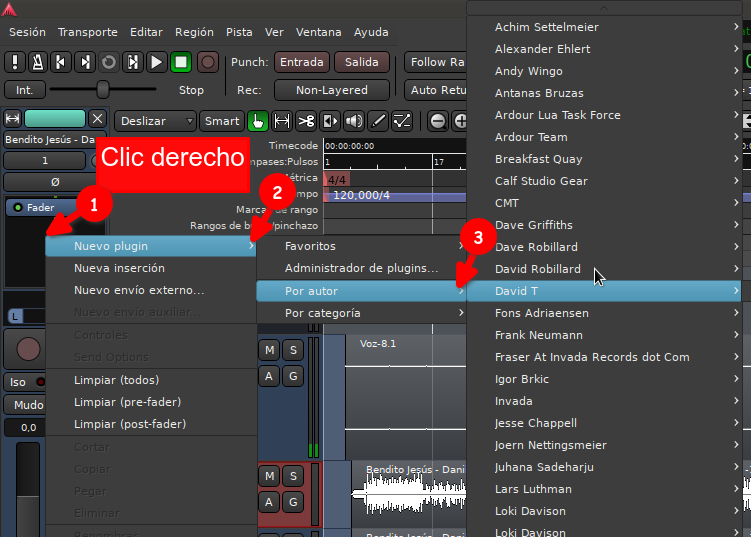 Sesión Transporte Editar Región Pista Ver Ventana Ayuda
Punch: Entrada Salida Follow Ra
Int. Stop Rec: Non-Layered Auto Retu
Deslizar Smart
Bendito Jesús - Da
1
Ø
Fader
L
Iso
Mudo
0,0
Clic derecho
1
2
3
Timecode 00:00:00:00
mpases:Pulsos 1 17
étrica 4/4
mpo 120,000/4
Marcas de rango
Rangos de b e/pinchazo
Nuevo plugin
Nueva inserción
Nuevo envío externo...
Nuevo envío auxiliar...
Controles
Send Options
Limpiar (todos)
Limpiar (pre-fader)
Limpiar (post-fader)
Cortar
Copiar
Pegar
Eliminar
Renombrar
Favoritos
Administrador de plugins...
Por autor
Por categoría
M S
A G
Voz-8.1
M S
A G
Bendito Jesús - Dani
Bendito Jesús - Dani
Achim Settelmeier
Alexander Ehlert
Andy Wingo
Antanas Bruzas
Ardour Lua Task Force
Ardour Team
Breakfast Quay
Calf Studio Gear
CMT
Dave Griffiths
Dave Robillard
David Robillard
David T
Fons Adriaensen
Frank Neumann
Fraser At Invada Records dot Com
Igor Brkic
Invada
Jesse Chappell
Joern Nettingsmeier
Juhana Sadeharju
Lars Luthman
Loki Davison
Loki Davison